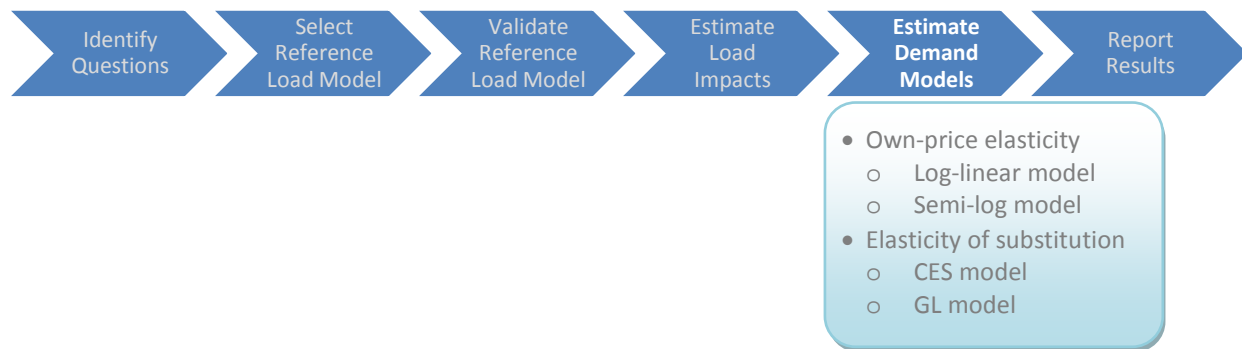 Identify
Questions
Select
Reference
Load Model
Validate
Reference
Load Model
Estimate
Load
Impacts
Estimate
Demand
Models
Report
Results
• Own-price elasticity
o Log-linear model
o Semi-log model
• Elasticity of substitution
o CES model
o GL model